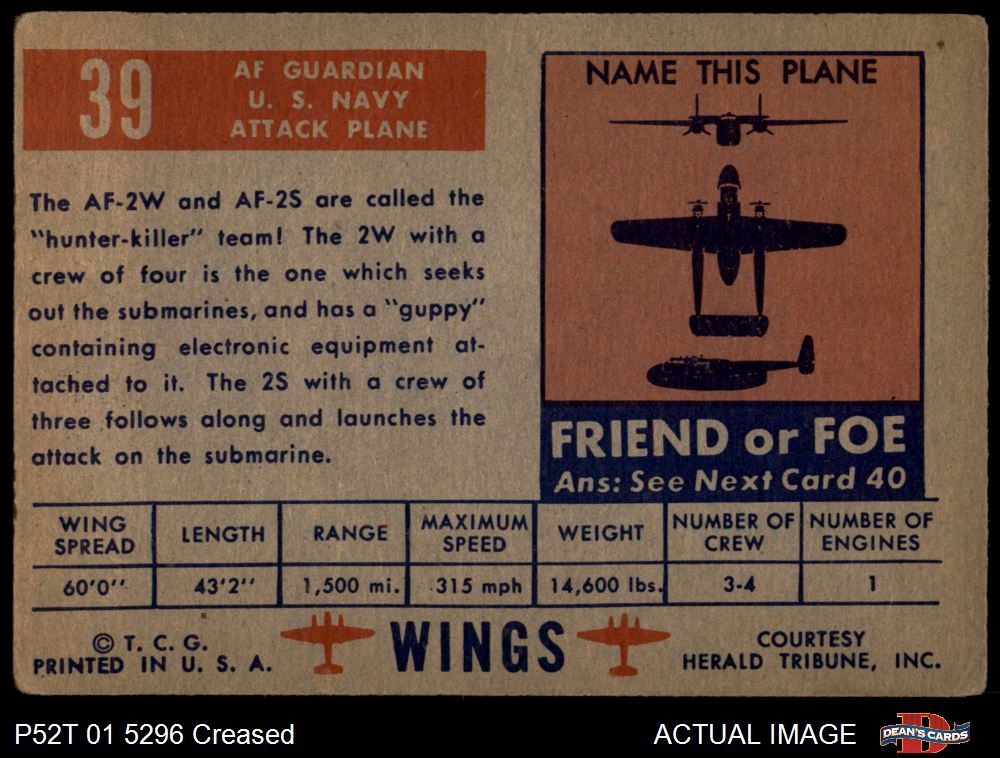 39
AF GUARDIAN
U. S. NAVY
ATTACK PLANE
The AF-2W and AF-2S are called the
"hunter-killer" team! The 2W with a
crew of four is the one which seeks
out the submarines, and has a "guppy"
containing electronic equipment at-
tached to it. The 2S with a crew of
three follows along and launches the
attack on the submarine.
NAME THIS PLANE
FRIEND or FOE
Ans: See Next Card 40
WING SPREAD
LENGTH
RANGE
MAXIMUM SPEED
WEIGHT
NUMBER OF CREW
NUMBER OF ENGINES
60'0'' 43'2'' 1,500 mi. 315 mph 14,600 lbs. 3-4 1
© T. C. G.
PRINTED IN U. S. A.
WINGS
COURTESY
HERALD TRIBUNE, INC.
P52T 01 5296 Creased
ACTUAL IMAGE
D
DEAN'S CARDS